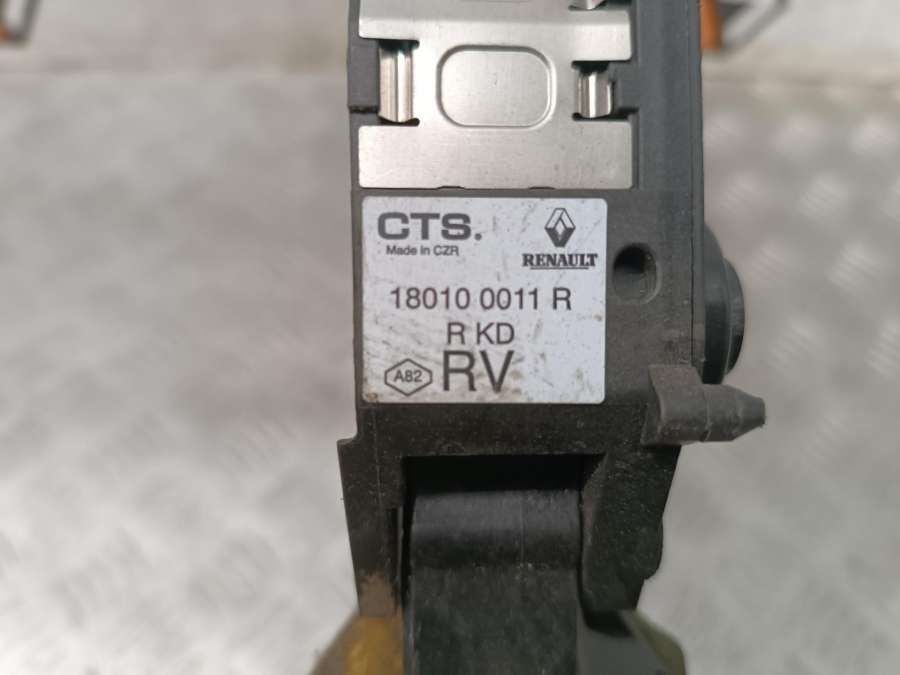 CTS.
Made in CZR
RENAULT
18010 0011 R
R KD
A82
RV